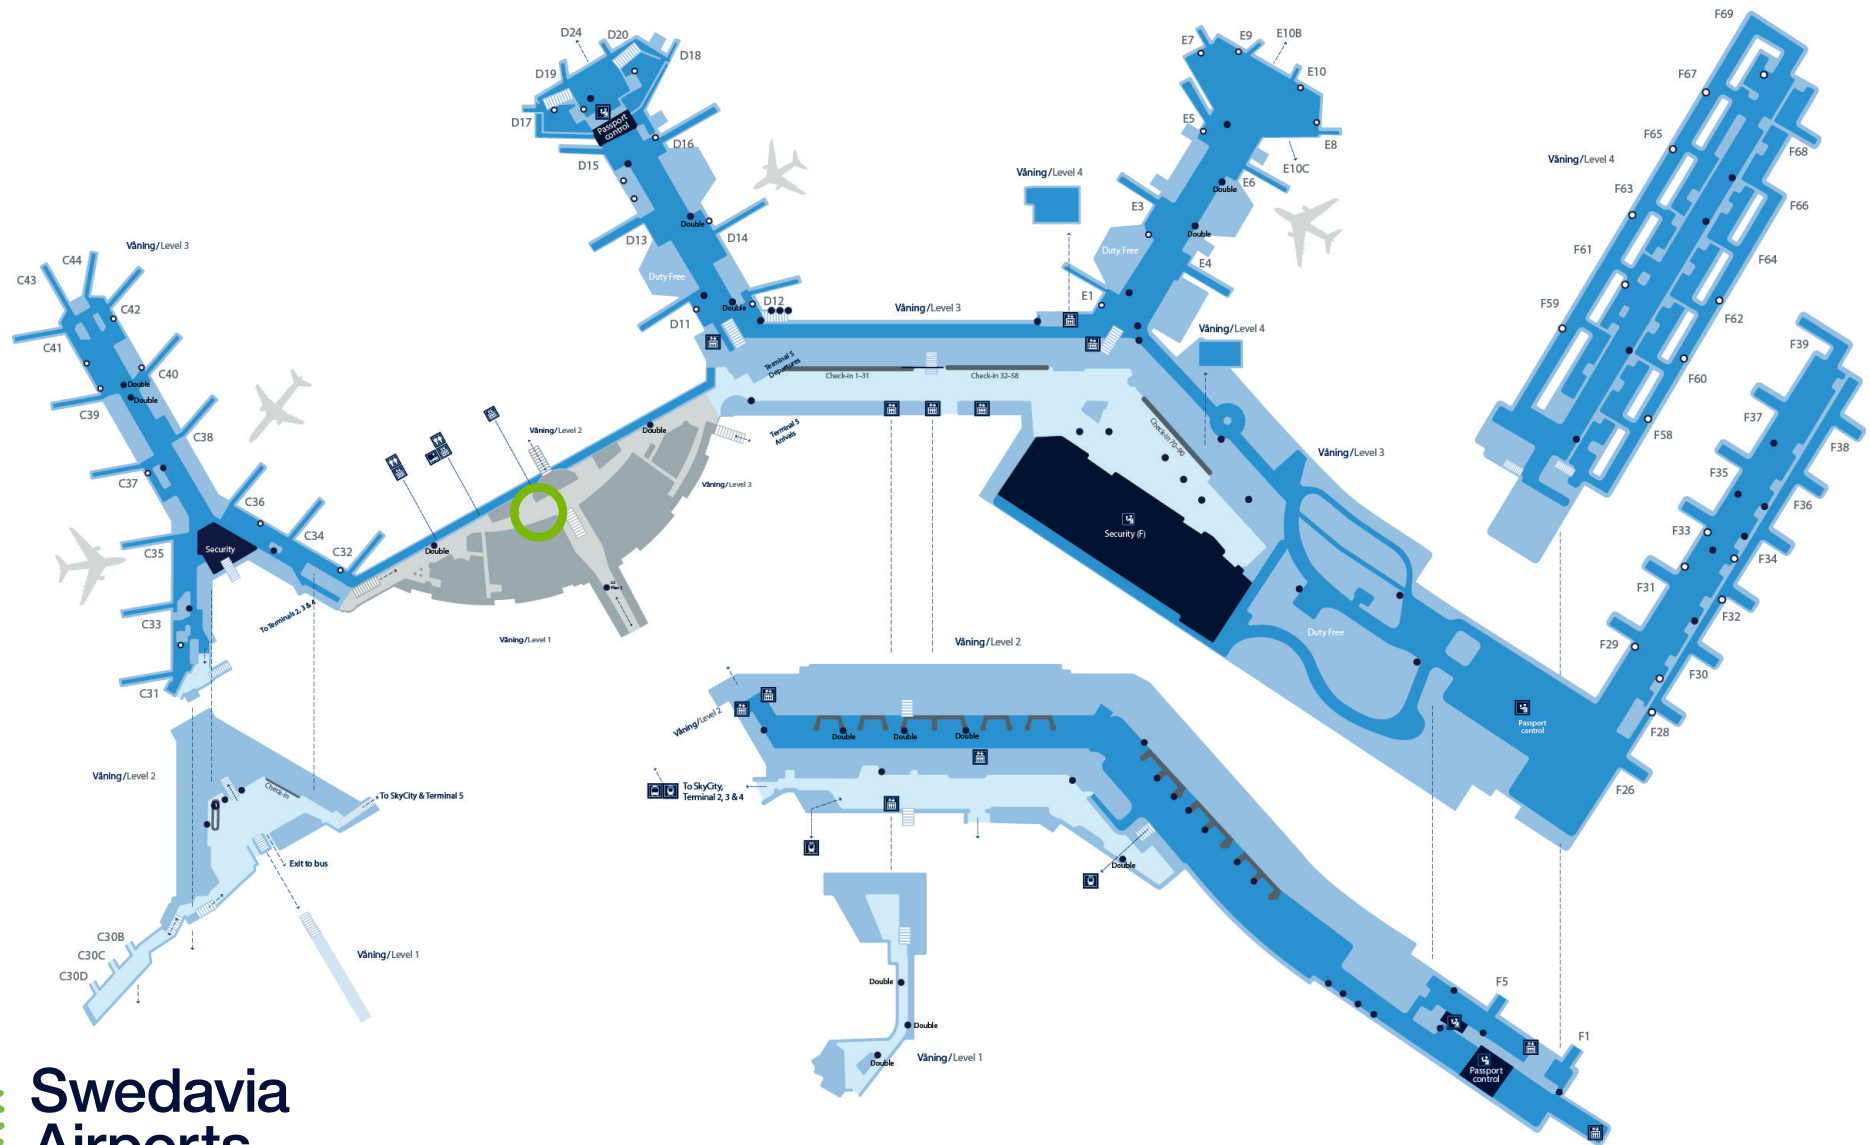 D24
D20
D18
D19
D17
Passport
control
D16
D15
D13
D14
Duty Free
Double
Double
D12
D11
E7
E9
E10B
E10
E5
E8
E10C
E6
Double
E3
Double
Duty Free
E4
E1
Våning/Level 4
Våning/Level 4
Våning/Level 3
F69
F67
F65
F68
Våning/Level 4
F63
F66
F61
F64
F59
F62
F60
F58
F39
F37
F38
F35
F36
F33
F34
F31
F32
F29
F30
F28
F26
C44
C43
Våning/Level 3
C42
C41
C40
Double
Double
C39
C38
C37
C36
C34
C35
C32
Security
C33
C31
To Terminals 2, 3 & 4
Våning/Level 2
Double
Double
Våning/Level 3
Våning/Level 1
Terminal 5
Departures
Check-in 1–31
Check-in 32–58
Terminal 5
Arrivals
Check-in 70–90
Våning/Level 3
Security (F)
Duty Free
Passport
control
Våning/Level 2
Check-in
To SkyCity & Terminal 5
Exit to bus
C30B
C30C
C30D
Våning/Level 1
Våning/Level 2
Våning/Level 2
Double
Double
Double
To SkyCity,
Terminal 2, 3 & 4
Double
Double
Double
Double
Våning/Level 1
F5
F1
Passport
control
Swedavia
Airports